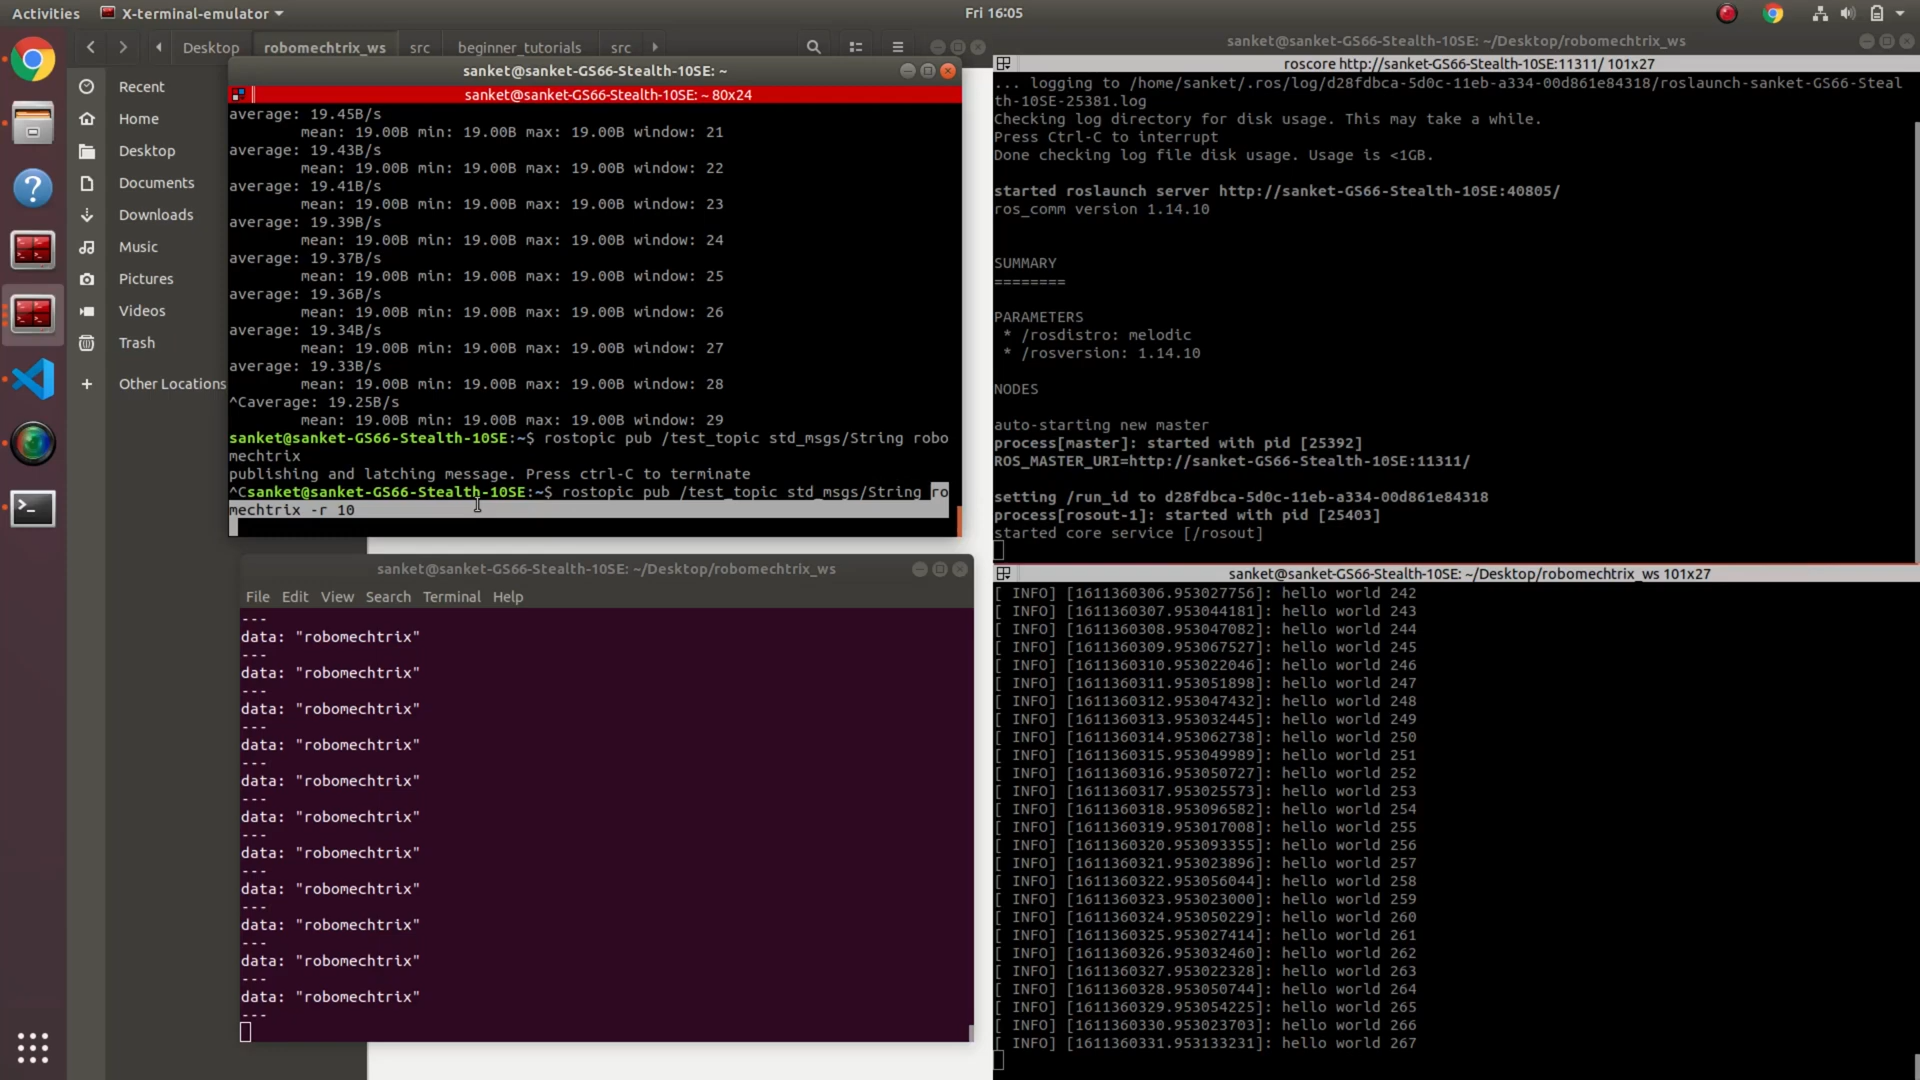 Activities
X-terminal-emulator
Fri 16:05
Desktop
robomechtrix_ws
src
beginner_tutorials
src
Recent
Home
Desktop
Documents
Downloads
Music
Pictures
Videos
Trash
+ Other Locations
sanket@sanket-GS66-Stealth-10SE: ~
sanket@sanket-GS66-Stealth-10SE: ~ 80x24
average: 19.45B/s
mean: 19.00B min: 19.00B max: 19.00B window: 21
average: 19.43B/s
mean: 19.00B min: 19.00B max: 19.00B window: 22
average: 19.41B/s
mean: 19.00B min: 19.00B max: 19.00B window: 23
average: 19.39B/s
mean: 19.00B min: 19.00B max: 19.00B window: 24
average: 19.37B/s
mean: 19.00B min: 19.00B max: 19.00B window: 25
average: 19.36B/s
mean: 19.00B min: 19.00B max: 19.00B window: 26
average: 19.34B/s
mean: 19.00B min: 19.00B max: 19.00B window: 27
average: 19.33B/s
mean: 19.00B min: 19.00B max: 19.00B window: 28
^Caverage: 19.25B/s
mean: 19.00B min: 19.00B max: 19.00B window: 29
sanket@sanket-GS66-Stealth-10SE:~$ rostopic pub /test_topic std_msgs/String robo
mechtrix
publishing and latching message. Press ctrl-C to terminate
^Csanket@sanket-GS66-Stealth-10SE:~$ rostopic pub /test_topic std_msgs/String ro
mechtrix -r 10
sanket@sanket-GS66-Stealth-10SE: ~/Desktop/robomechtrix_ws
File Edit View Search Terminal Help
---
data: "robomechtrix"
---
data: "robomechtrix"
---
data: "robomechtrix"
---
data: "robomechtrix"
---
data: "robomechtrix"
---
data: "robomechtrix"
---
data: "robomechtrix"
---
data: "robomechtrix"
---
data: "robomechtrix"
---
data: "robomechtrix"
---
data: "robomechtrix"
---
sanket@sanket-GS66-Stealth-10SE: ~/Desktop/robomechtrix_ws
roscore http://sanket-GS66-Stealth-10SE:11311/ 101x27
... logging to /home/sanket/.ros/log/d28fdbca-5d0c-11eb-a334-00d861e84318/roslaunch-sanket-GS66-Steal
th-10SE-25381.log
Checking log directory for disk usage. This may take a while.
Press Ctrl-C to interrupt
Done checking log file disk usage. Usage is <1GB.
started roslaunch server http://sanket-GS66-Stealth-10SE:40805/
ros_comm version 1.14.10
SUMMARY
========
PARAMETERS
* /rosdistro: melodic
* /rosversion: 1.14.10
NODES
auto-starting new master
process[master]: started with pid [25392]
ROS_MASTER_URI=http://sanket-GS66-Stealth-10SE:11311/
setting /run_id to d28fdbca-5d0c-11eb-a334-00d861e84318
process[rosout-1]: started with pid [25403]
started core service [/rosout]
sanket@sanket-GS66-Stealth-10SE: ~/Desktop/robomechtrix_ws 101x27
[ INFO] [1611360306.953027756]: hello world 242
[ INFO] [1611360307.953044181]: hello world 243
[ INFO] [1611360308.953047082]: hello world 244
[ INFO] [1611360309.953067527]: hello world 245
[ INFO] [1611360310.953022046]: hello world 246
[ INFO] [1611360311.953051898]: hello world 247
[ INFO] [1611360312.953047432]: hello world 248
[ INFO] [1611360313.953032445]: hello world 249
[ INFO] [1611360314.953062738]: hello world 250
[ INFO] [1611360315.953049989]: hello world 251
[ INFO] [1611360316.953050727]: hello world 252
[ INFO] [1611360317.953025573]: hello world 253
[ INFO] [1611360318.953096582]: hello world 254
[ INFO] [1611360319.953017008]: hello world 255
[ INFO] [1611360320.953093355]: hello world 256
[ INFO] [1611360321.953023896]: hello world 257
[ INFO] [1611360322.953056044]: hello world 258
[ INFO] [1611360323.953023000]: hello world 259
[ INFO] [1611360324.953050229]: hello world 260
[ INFO] [1611360325.953027414]: hello world 261
[ INFO] [1611360326.953032460]: hello world 262
[ INFO] [1611360327.953022328]: hello world 263
[ INFO] [1611360328.953050744]: hello world 264
[ INFO] [1611360329.953054225]: hello world 265
[ INFO] [1611360330.953023703]: hello world 266
[ INFO] [1611360331.953133231]: hello world 267